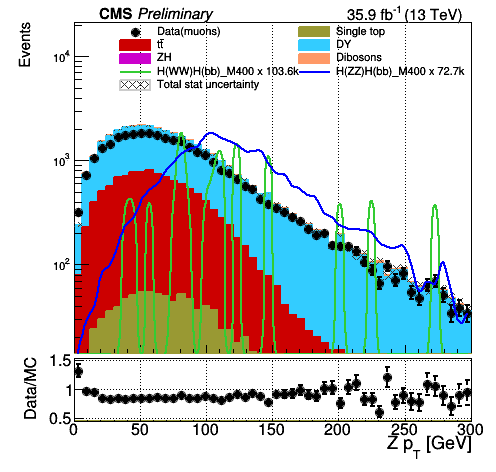 CMS Preliminary 35.9 fb⁻¹ (13 TeV)
Events
Data(muons) Single top
tt̄ DY
ZH Dibosons
H(WW)H(bb)_M400 x 103.6k H(ZZ)H(bb)_M400 x 72.7k
Total stat uncertainty
10⁴
10³
10²
Data/MC
1.5
1.0
0.5
0 50 100 150 200 250 300
Z p_T [GeV]